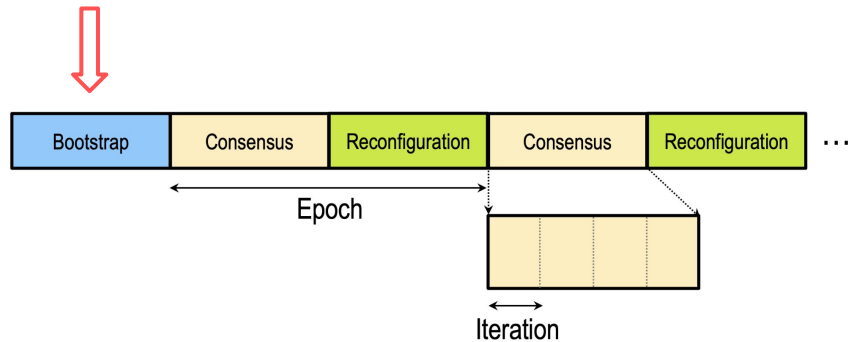 Bootstrap
Consensus
Reconfiguration
Consensus
Reconfiguration
...
Epoch
Iteration